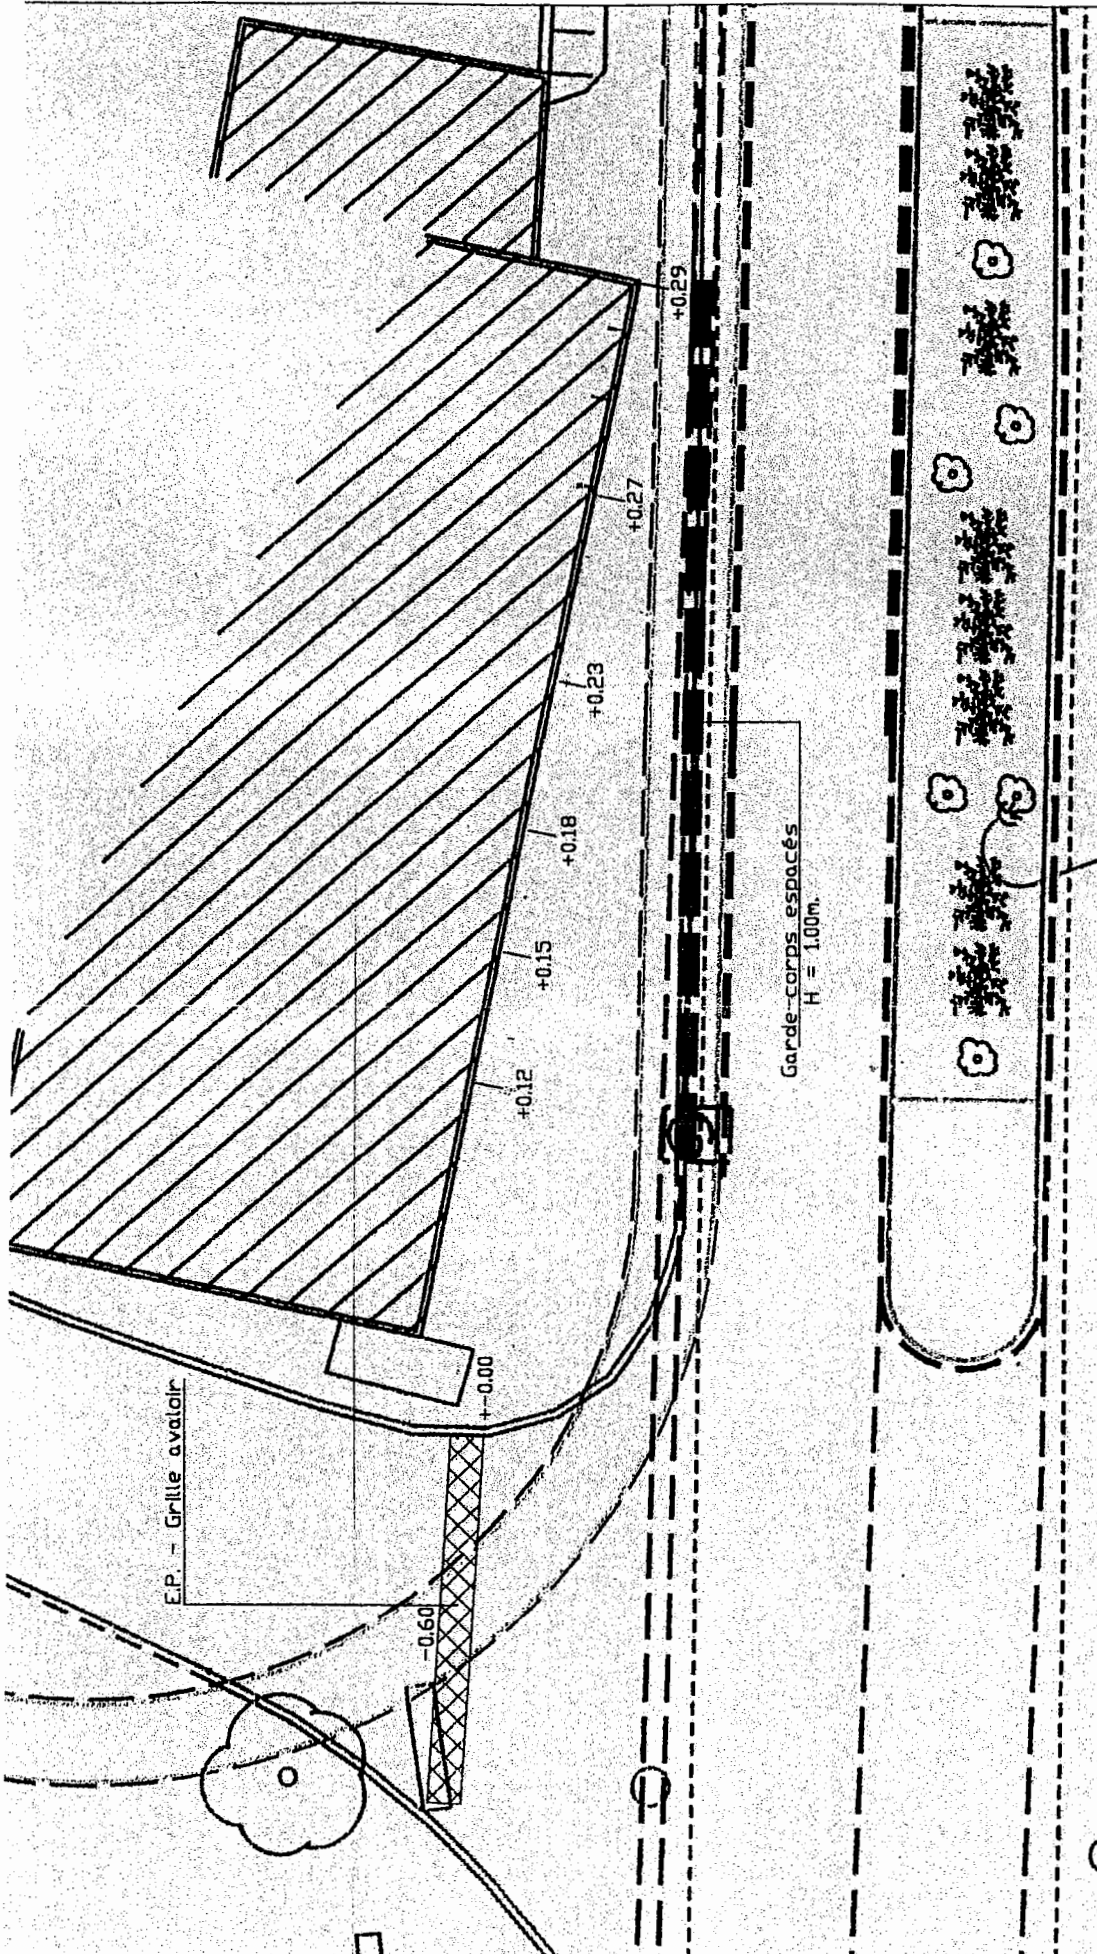 +0.29
+0.27
+0.23
+0.18
+0.15
+0.12
Garde-corps espacés
H = 1.00m.
+-0.00
E.P. - Grille avaloir
-0.60